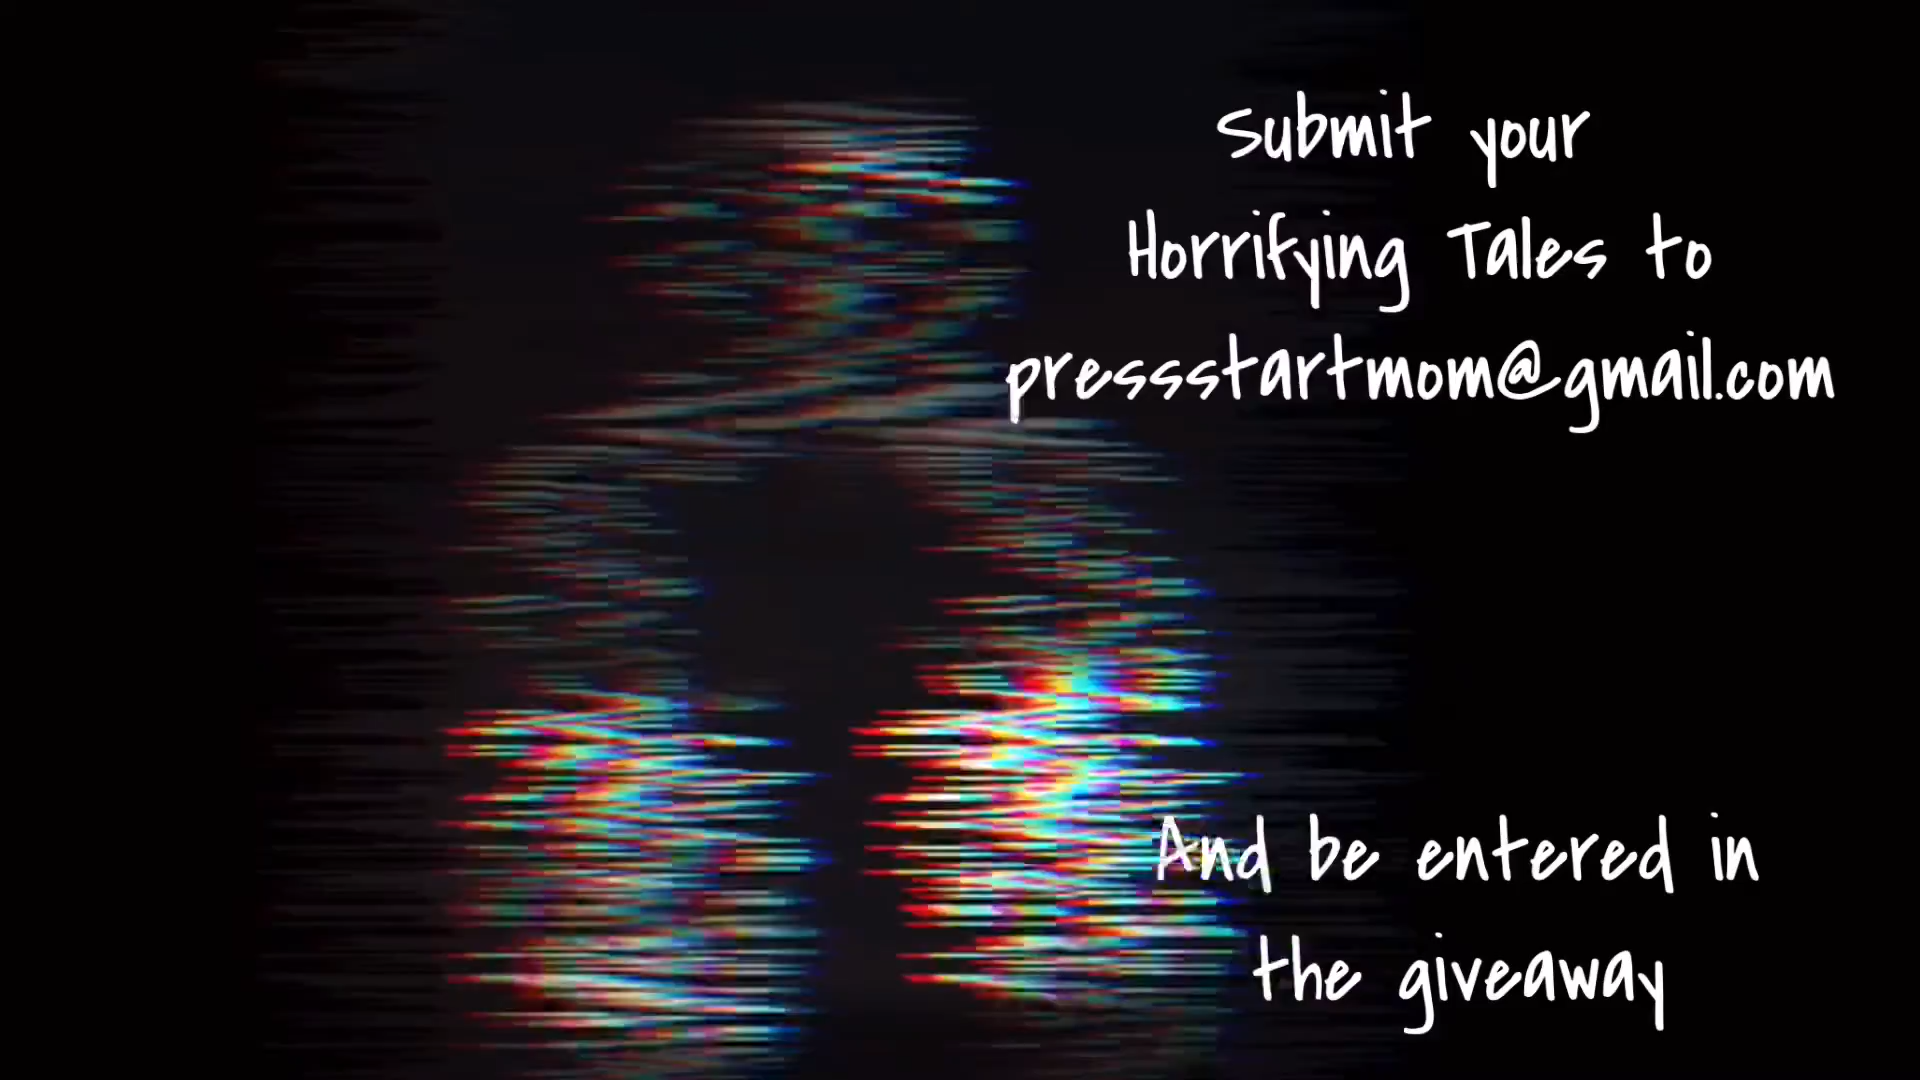 Submit your
Horrifying Tales to
pressstartmom@gmail.com
And be entered in
the giveaway